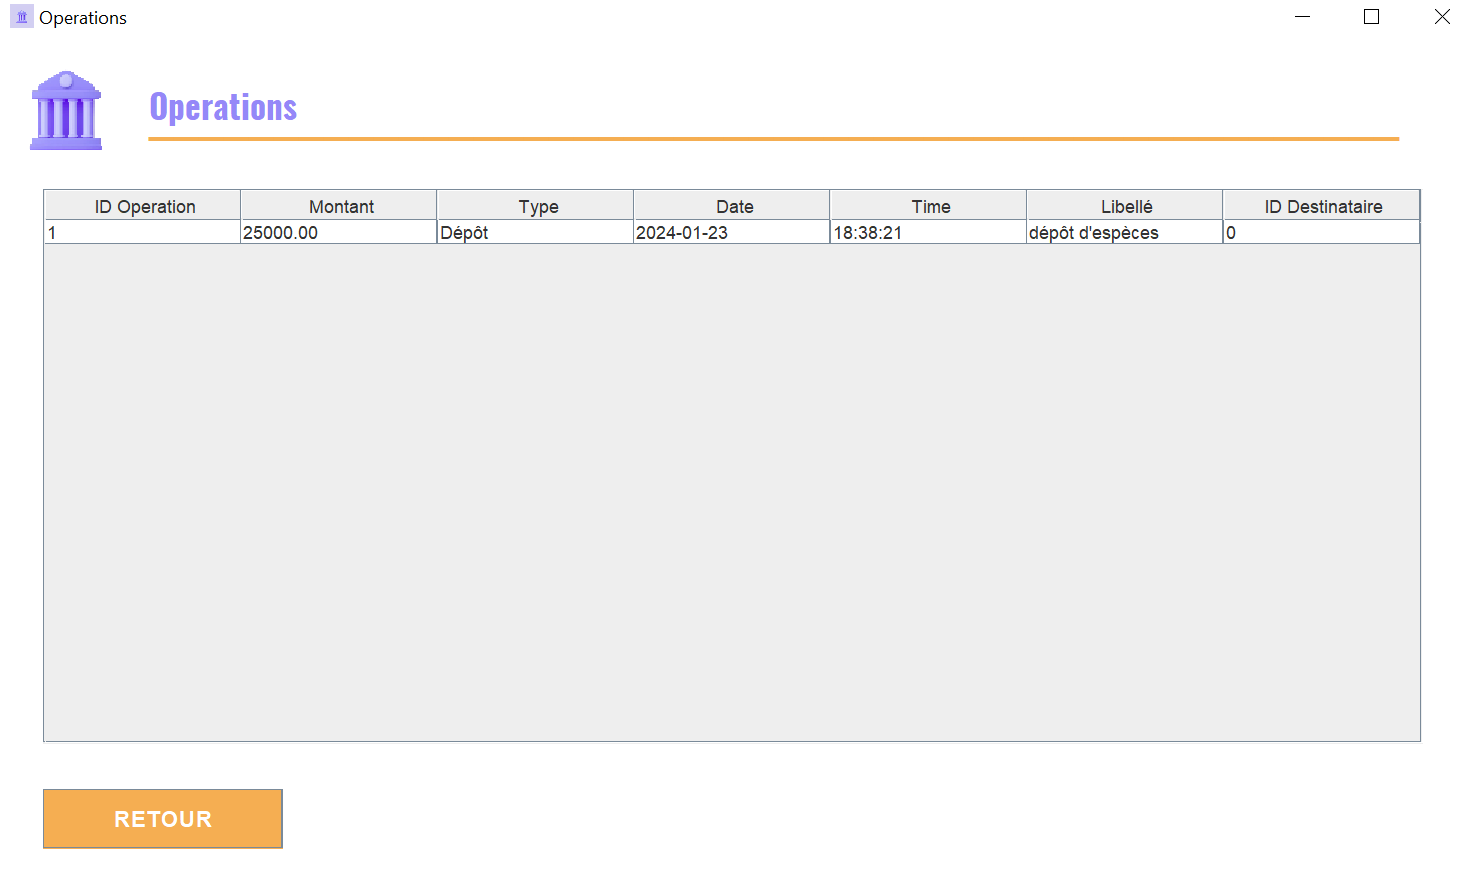 Operations
Operations
ID Operation Montant Type Date Time Libellé ID Destinataire
1 25000.00 Dépôt 2024-01-23 18:38:21 dépôt d'espèces 0
RETOUR